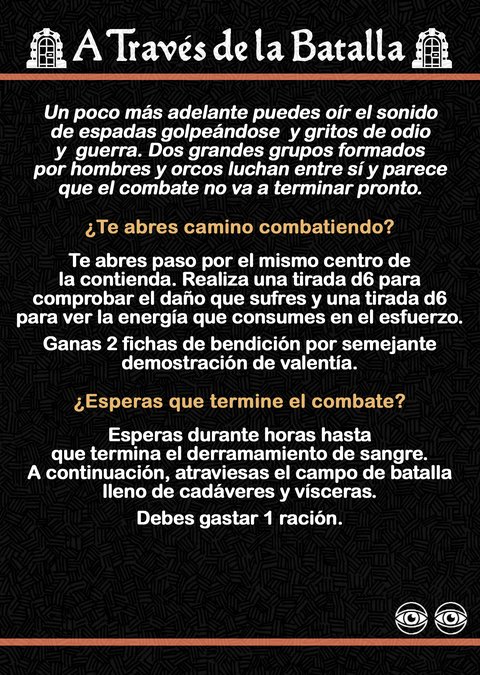 A Través de la Batalla
Un poco más adelante puedes oír el sonido
de espadas golpeándose y gritos de odio
y guerra. Dos grandes grupos formados
por hombres y orcos luchan entre sí y parece
que el combate no va a terminar pronto.
¿Te abres camino combatiendo?
Te abres paso por el mismo centro de
la contienda. Realiza una tirada d6 para
comprobar el daño que sufres y una tirada d6
para ver la energía que consumes en el esfuerzo.
Ganas 2 fichas de bendición por semejante
demostración de valentía.
¿Esperas que termine el combate?
Esperas durante horas hasta
que termina el derramamiento de sangre.
A continuación, atraviesas el campo de batalla
lleno de cadáveres y vísceras.
Debes gastar 1 ración.